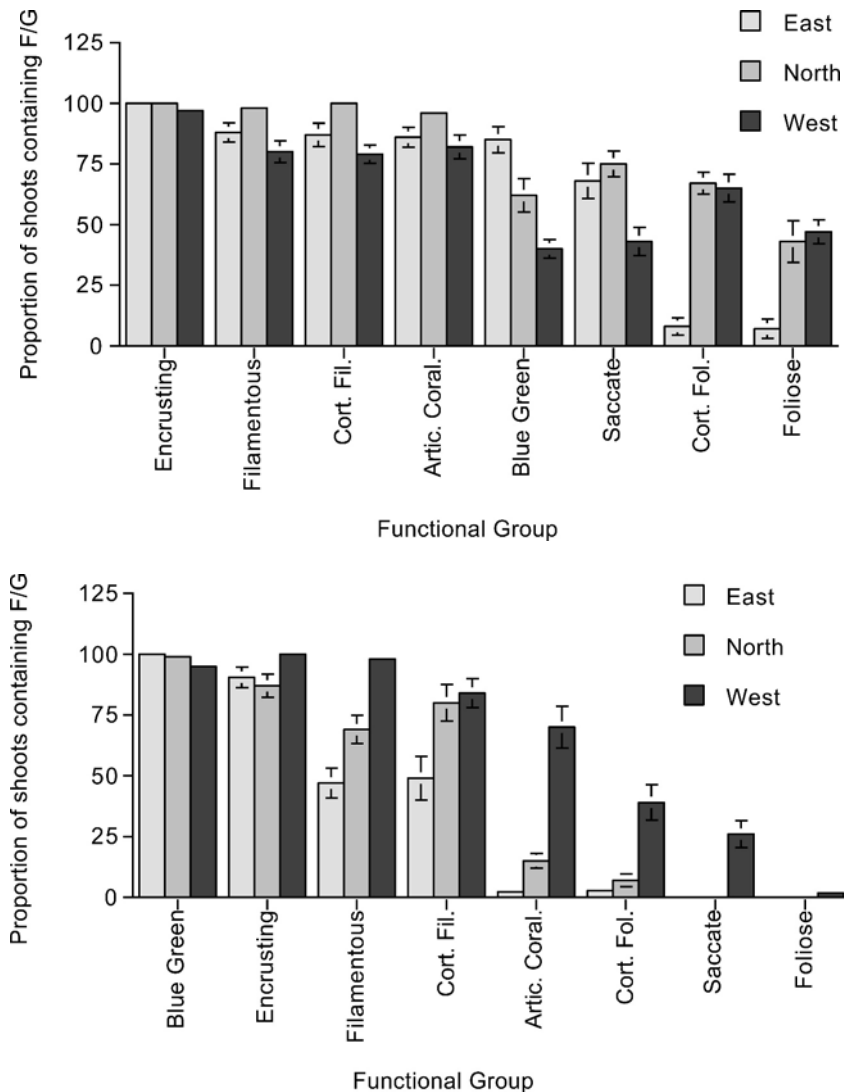 Proportion of shoots containing F/G
125
100
75
50
25
0
East
North
West
Encrusting
Filamentous
Cort. Fil.
Artic. Coral.
Blue Green
Saccate
Cort. Fol.
Foliose
Functional Group
Proportion of shoots containing F/G
125
100
75
50
25
0
East
North
West
Blue Green
Encrusting
Filamentous
Cort. Fil.
Artic. Coral.
Cort. Fol.
Saccate
Foliose
Functional Group